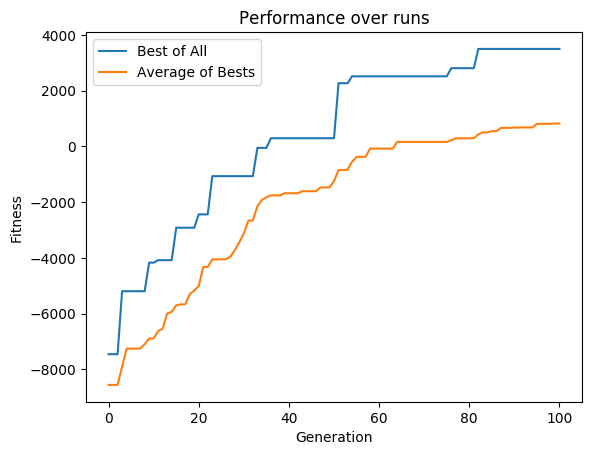 Performance over runs
Best of All
Average of Bests
4000
2000
0
−2000
−4000
−6000
−8000
Fitness
0 20 40 60 80 100
Generation